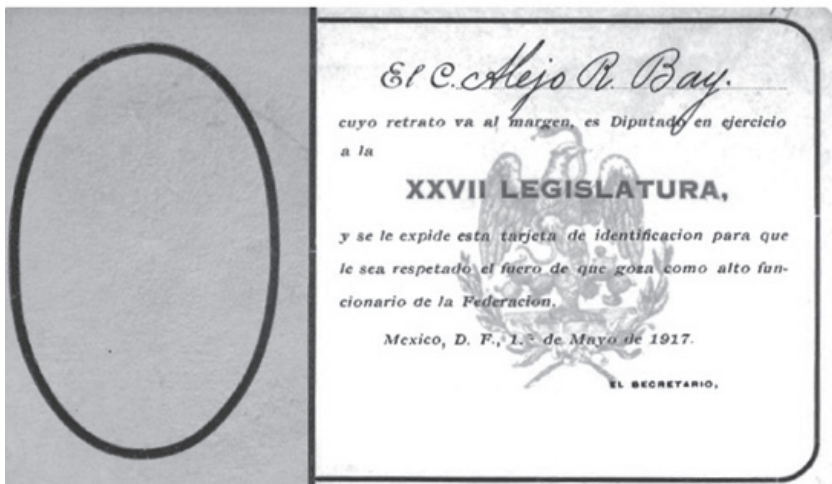 El C. Alejo R. Bay.
cuyo retrato va al margen, es Diputado en ejercicio
a la
XXVII LEGISLATURA,
y se le expide esta tarjeta de identificacion para que
le sea respetado el fuero de que goza como alto fun-
cionario de la Federacion.
Mexico, D. F., 1.º de Mayo de 1917.
EL SECRETARIO,